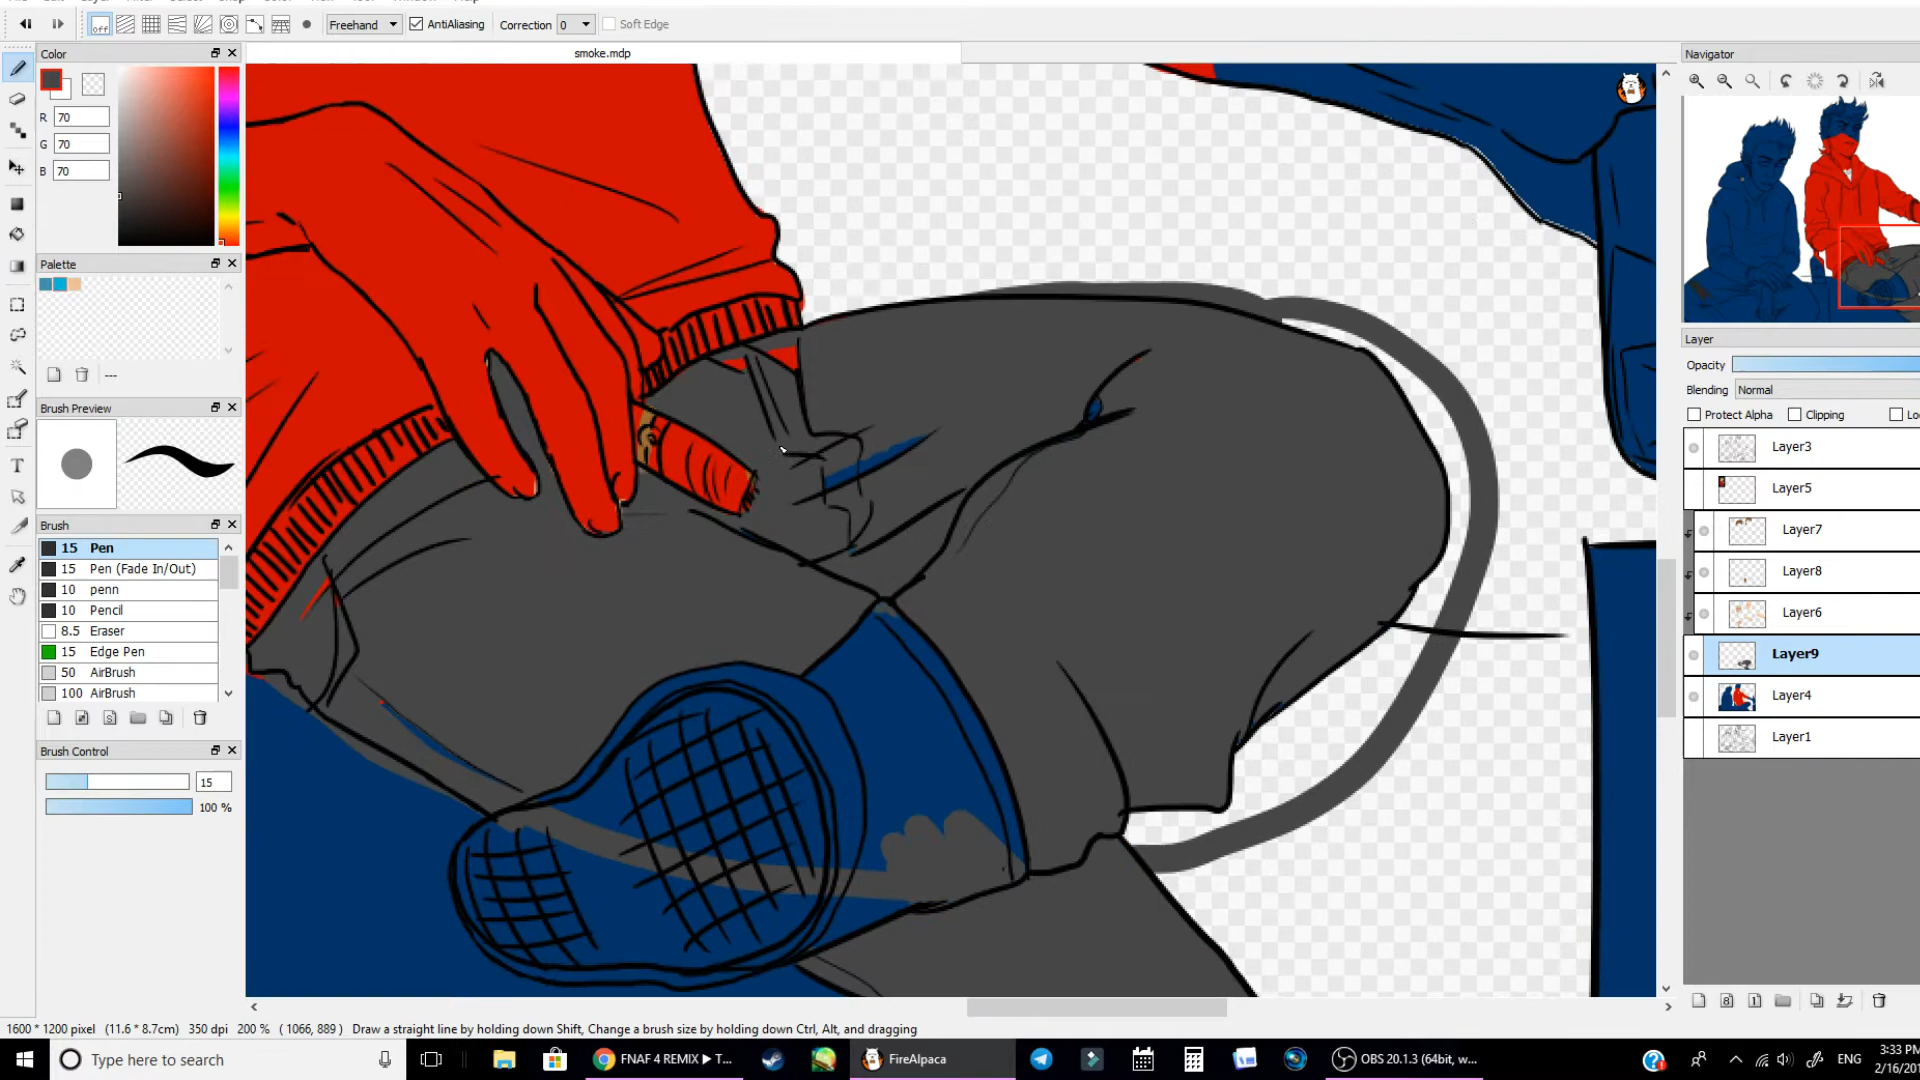 Freehand AntiAliasing Correction 0 Soft Edge
Color smoke.mdp Navigator
off
R 70
G 70
B 70
Palette
---
Layer
Opacity
Blending Normal
Protect Alpha Clipping
Brush Preview
Layer3
Layer5
Brush
15 Pen
15 Pen (Fade In/Out)
10 penn
10 Pencil
8.5 Eraser
15 Edge Pen
50 AirBrush
100 AirBrush
Layer7
Layer8
Layer6
Layer9
Layer4
Layer1
Brush Control
15
100 %
1600 * 1200 pixel (11.6 * 8.7cm) 350 dpi 200 % ( 1066, 889 ) Draw a straight line by holding down Shift, Change a brush size by holding down Ctrl, Alt, and dragging
Type here to search FNAF 4 REMIX ▶ T... FireAlpaca OBS 20.1.3 (64bit, w... ENG 3:33 PM